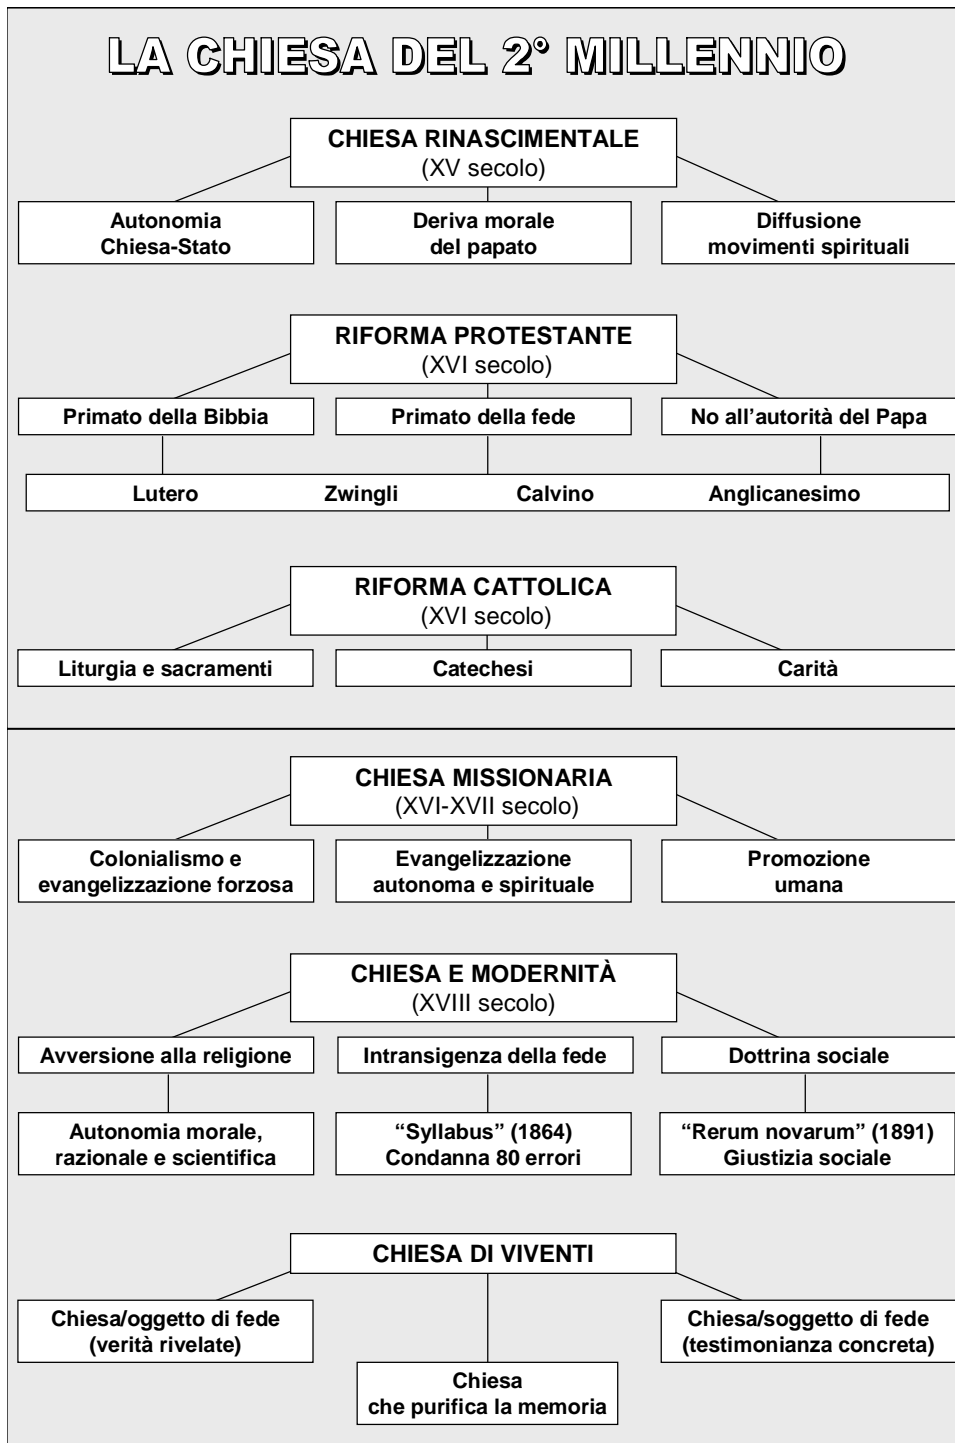 LA CHIESA DEL 2° MILLENNIO
CHIESA RINASCIMENTALE
(XV secolo)
Autonomia
Chiesa-Stato
Deriva morale
del papato
Diffusione
movimenti spirituali
RIFORMA PROTESTANTE
(XVI secolo)
Primato della Bibbia
Primato della fede
No all’autorità del Papa
Lutero Zwingli Calvino Anglicanesimo
RIFORMA CATTOLICA
(XVI secolo)
Liturgia e sacramenti
Catechesi
Carità
CHIESA MISSIONARIA
(XVI-XVII secolo)
Colonialismo e
evangelizzazione forzosa
Evangelizzazione
autonoma e spirituale
Promozione
umana
CHIESA E MODERNITÀ
(XVIII secolo)
Avversione alla religione
Intransigenza della fede
Dottrina sociale
Autonomia morale,
razionale e scientifica
“Syllabus” (1864)
Condanna 80 errori
“Rerum novarum” (1891)
Giustizia sociale
CHIESA DI VIVENTI
Chiesa/oggetto di fede
(verità rivelate)
Chiesa
che purifica la memoria
Chiesa/soggetto di fede
(testimonianza concreta)